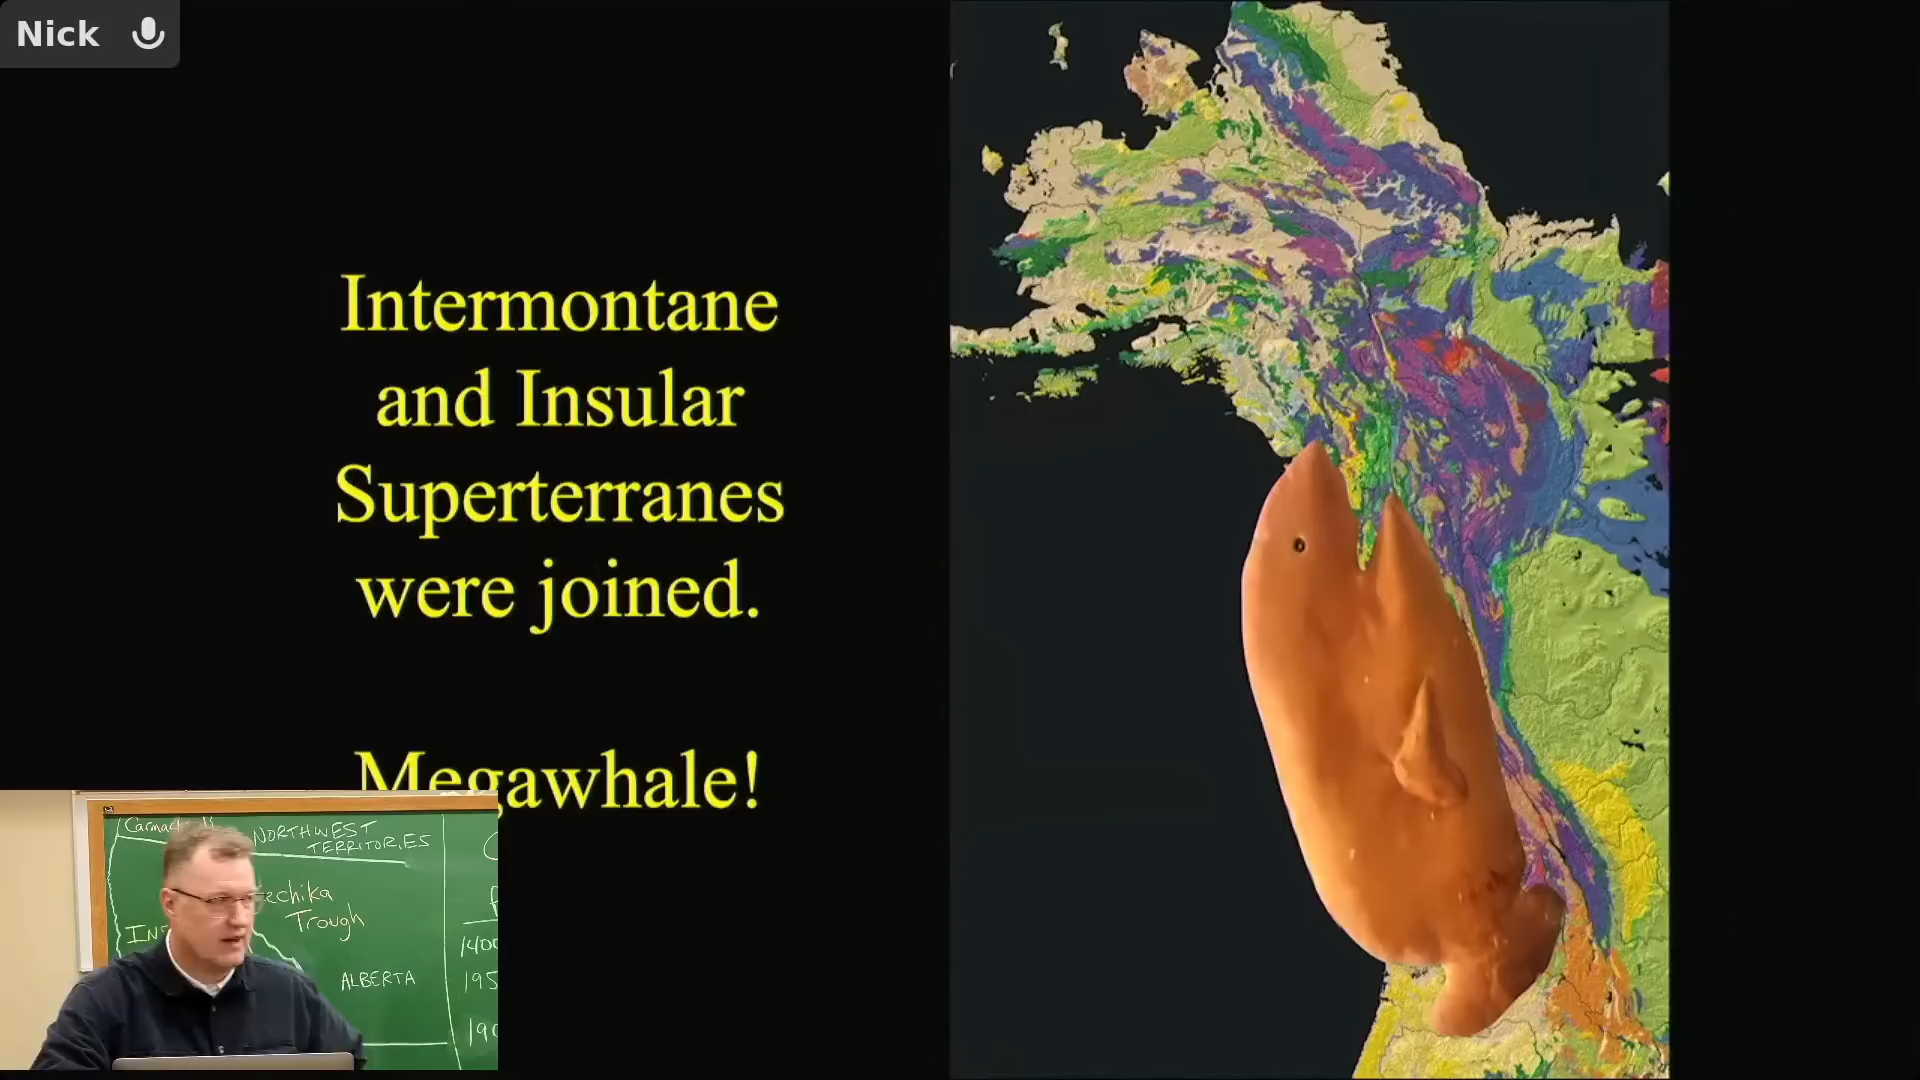 Nick
Intermontane
and Insular
Superterranes
were joined.
Megawhale!
NORTHWEST
TERRITORIES
Trough
ALBERTA